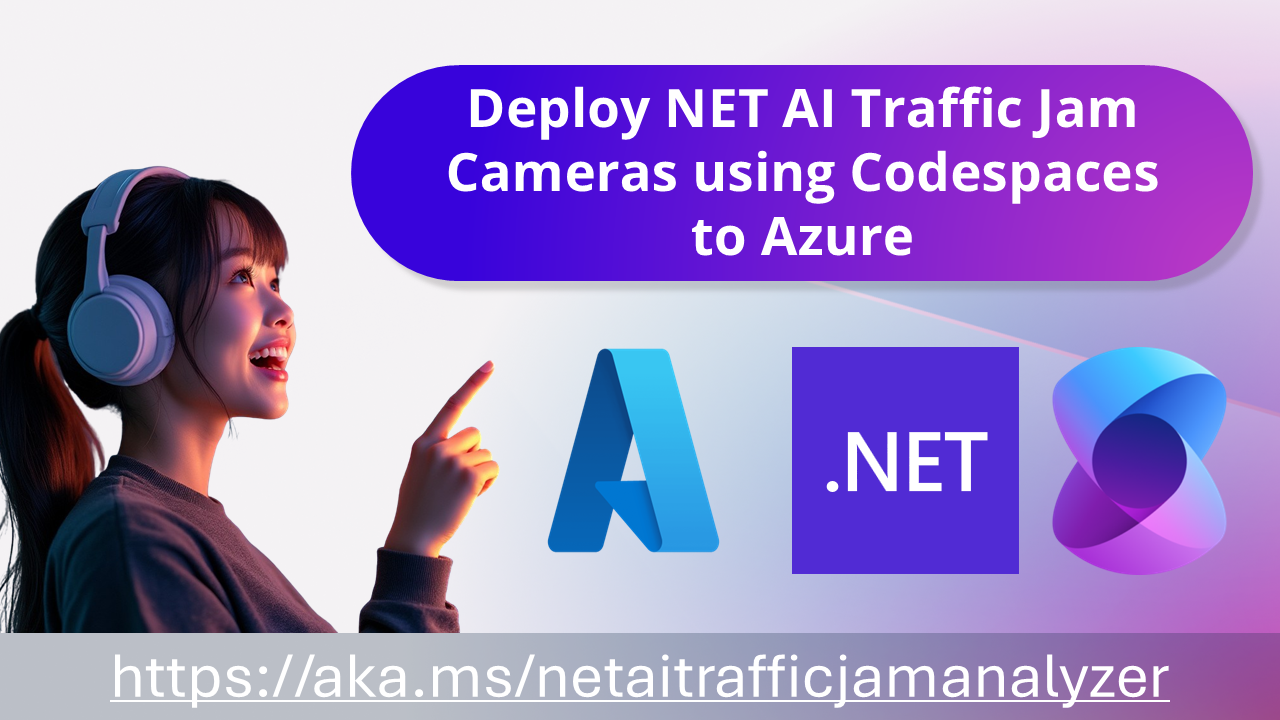 Deploy NET AI Traffic Jam
Cameras using Codespaces
to Azure
.NET
https://aka.ms/netaitrafficjamanalyzer